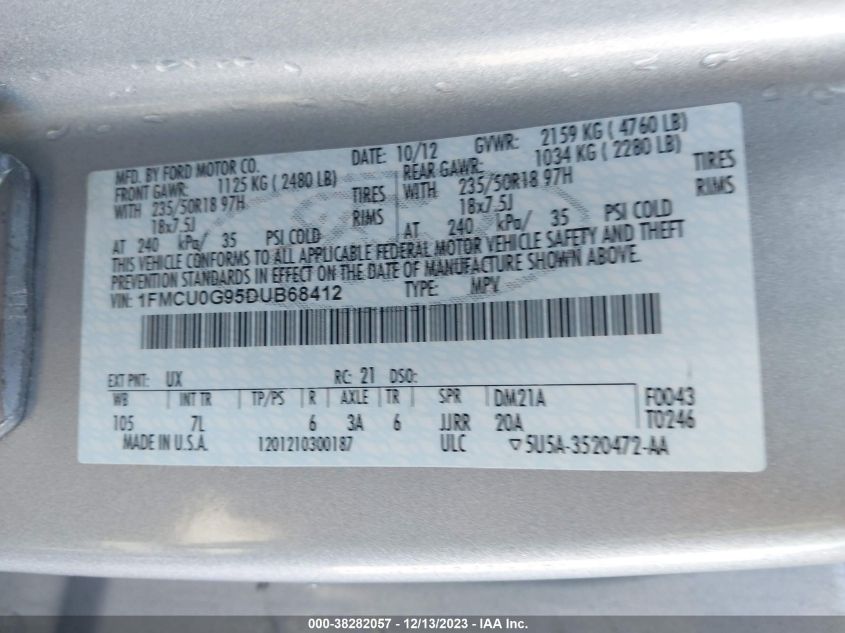 MFD. BY FORD MOTOR CO. DATE: 10/12 GVWR: 2159 KG ( 4760 LB)
FRONT GAWR: 1125 KG ( 2480 LB) REAR GAWR: 1034 KG ( 2280 LB)
WITH 235/50R18 97H TIRES WITH 235/50R18 97H TIRES
18x7.5J RIMS 18x7.5J RIMS
AT 240 kPa/ 35 PSI COLD AT 240 kPa/ 35 PSI COLD
THIS VEHICLE CONFORMS TO ALL APPLICABLE FEDERAL MOTOR VEHICLE SAFETY AND THEFT
PREVENTION STANDARDS IN EFFECT ON THE DATE OF MANUFACTURE SHOWN ABOVE.
VIN: 1FMCU0G95DUB68412 TYPE: MPV
EXT PNT: UX RC: 21 DSO:
WB INT TR TP/PS R AXLE TR SPR DM21A F0043
105 7L 6 3A 6 JJRR 20A T0246
MADE IN U.S.A. 1201210300187 ULC ▽5U5A-3520472-AA
000-38282057 - 12/13/2023 - IAA Inc.